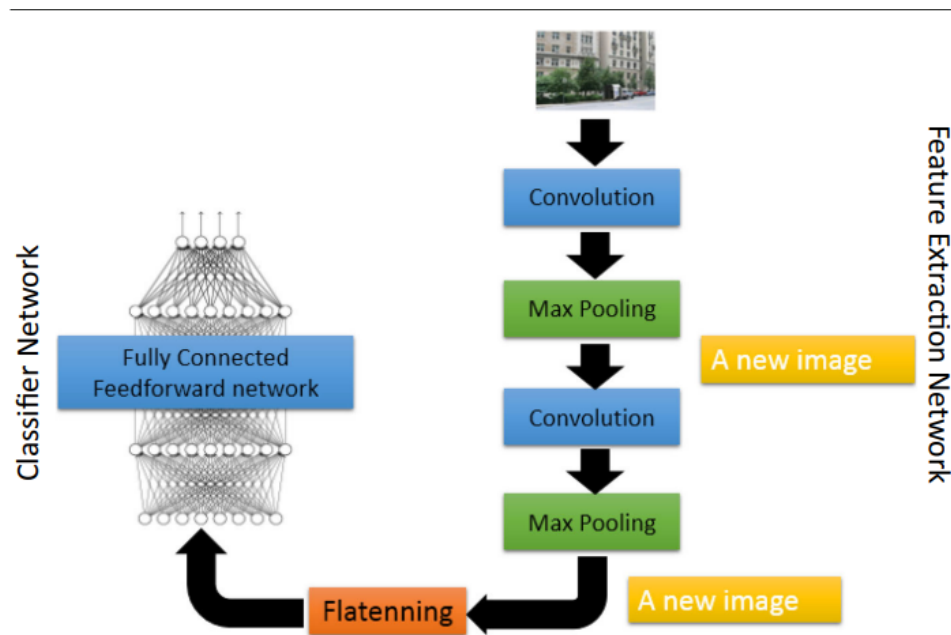 Convolution
Max Pooling
A new image
Convolution
Max Pooling
A new image
Flatenning
Fully Connected
Feedforward network
Classifier Network
Feature Extraction Network